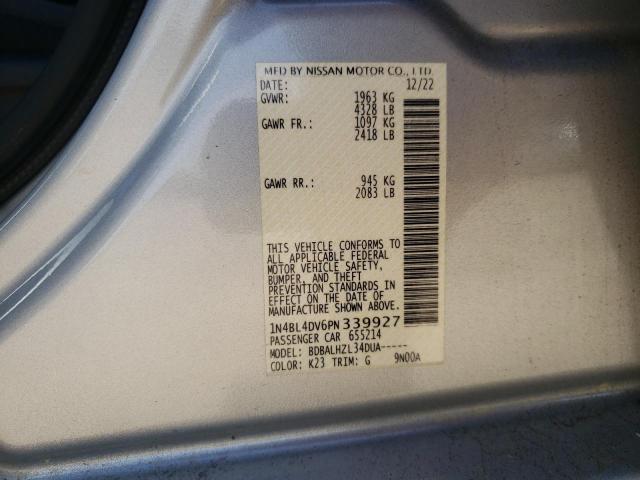 MFD BY NISSAN MOTOR CO., LTD.
DATE: 12/22
GVWR: 1963 KG
4328 LB
GAWR FR.: 1097 KG
2418 LB
GAWR RR.: 945 KG
2083 LB
THIS VEHICLE CONFORMS TO
ALL APPLICABLE FEDERAL
MOTOR VEHICLE SAFETY,
BUMPER, AND THEFT
PREVENTION STANDARDS IN
EFFECT ON THE DATE OF
MANUFACTURE SHOWN ABOVE.
1N4BL4DV6PN339927
PASSENGER CAR 655214
MODEL: BDBALHZL34DUA-----
COLOR: K23 TRIM: G 9N00A